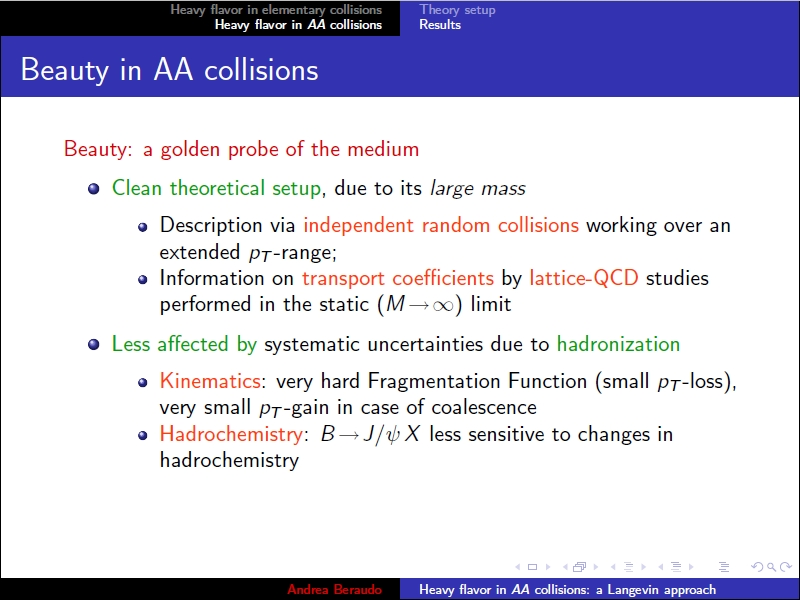 Heavy flavor in elementary collisions
Heavy flavor in AA collisions
Theory setup
Results
Beauty in AA collisions
Beauty: a golden probe of the medium
Clean theoretical setup, due to its large mass
Description via independent random collisions working over an
extended pT-range;
Information on transport coefficients by lattice-QCD studies
performed in the static (M→∞) limit
Less affected by systematic uncertainties due to hadronization
Kinematics: very hard Fragmentation Function (small pT-loss),
very small pT-gain in case of coalescence
Hadrochemistry: B→J/ψX less sensitive to changes in
hadrochemistry
Andrea Beraudo
Heavy flavor in AA collisions: a Langevin approach